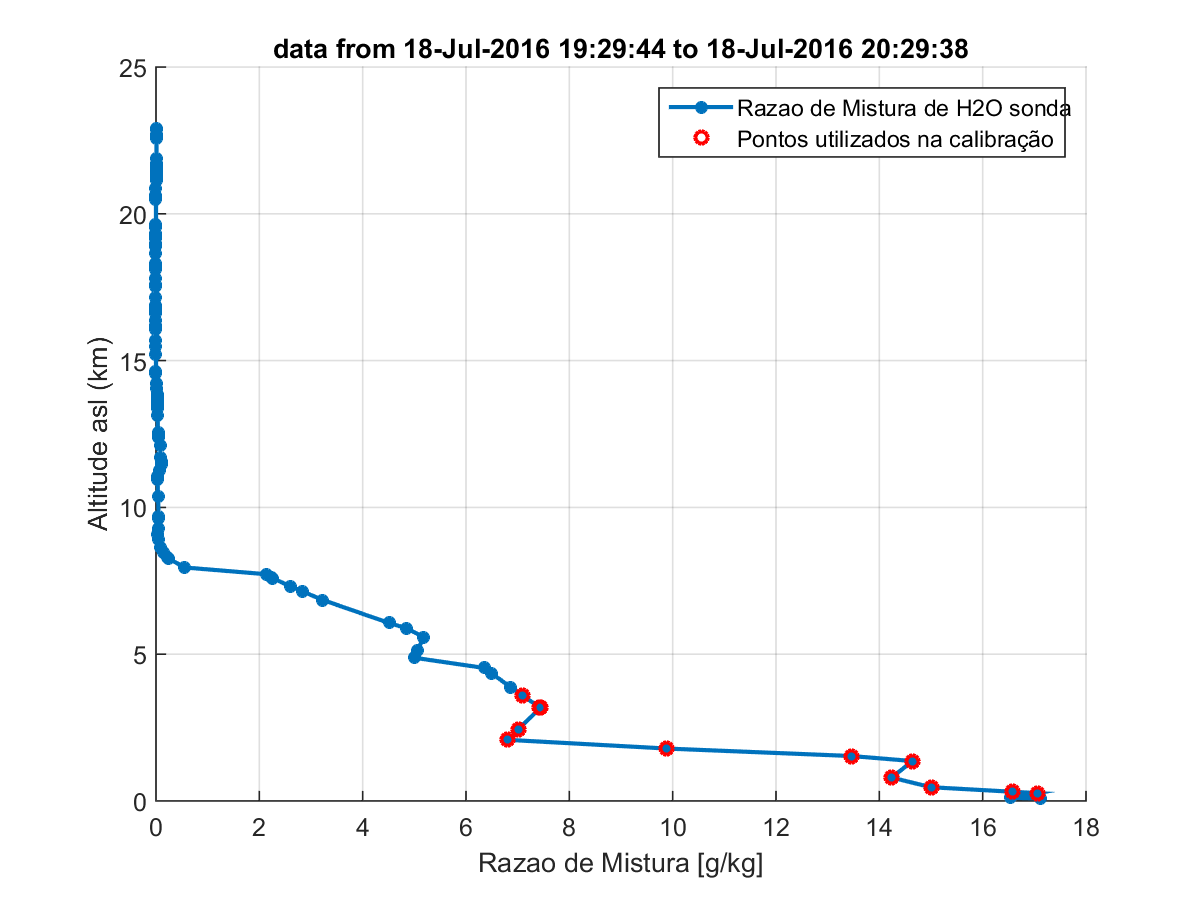 data from 18-Jul-2016 19:29:44 to 18-Jul-2016 20:29:38
Razao de Mistura de H2O sonda
Pontos utilizados na calibração
Altitude asl (km)
25
20
15
10
5
0
0 2 4 6 8 10 12 14 16 18
Razao de Mistura [g/kg]